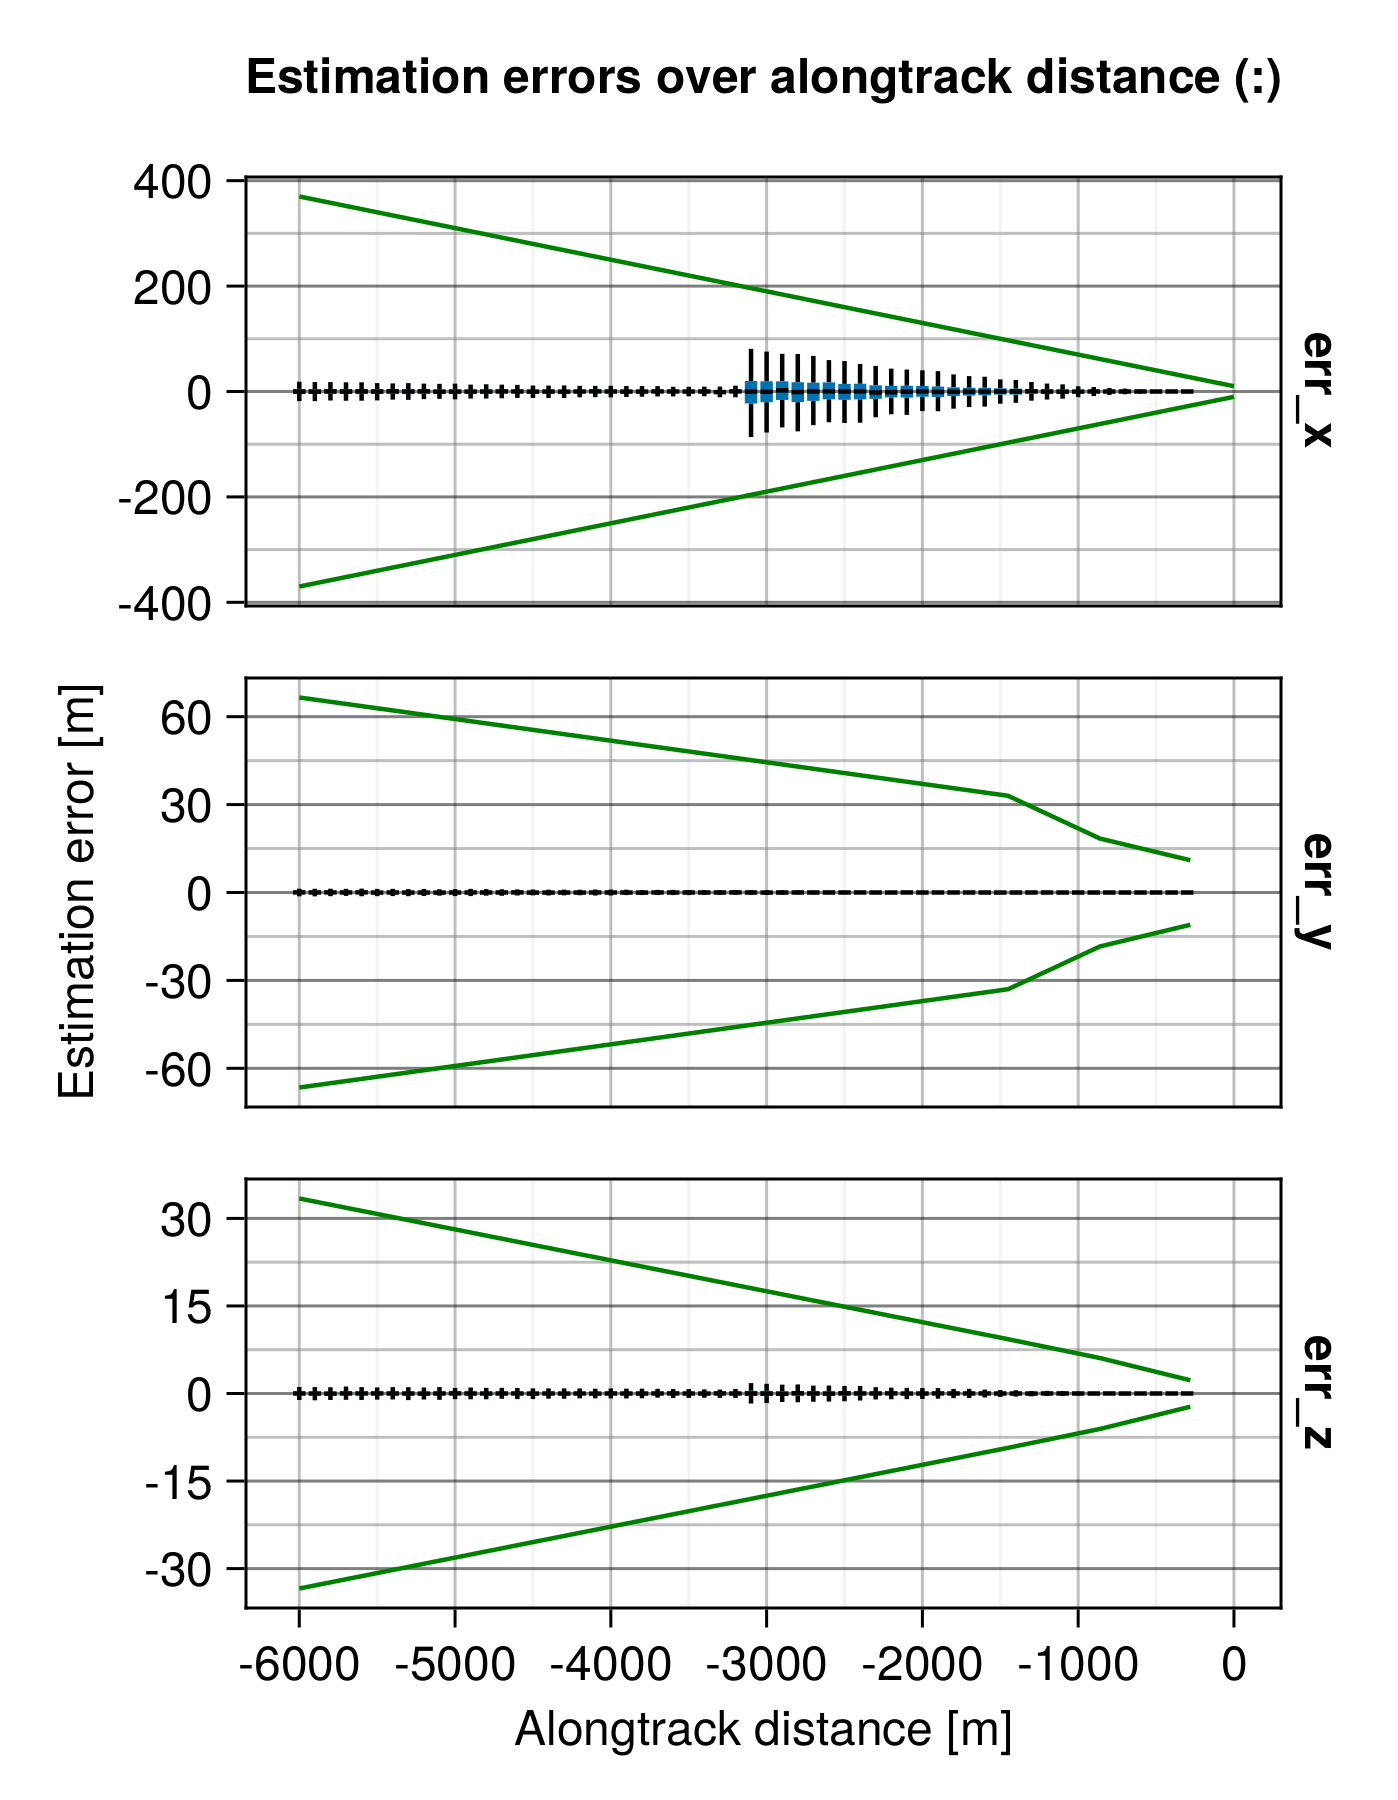 Estimation errors over alongtrack distance (:)
400
200
0
-200
-400
err_x
Estimation error [m]
60
30
0
-30
-60
err_y
30
15
0
-15
-30
err_z
-6000 -5000 -4000 -3000 -2000 -1000 0
Alongtrack distance [m]